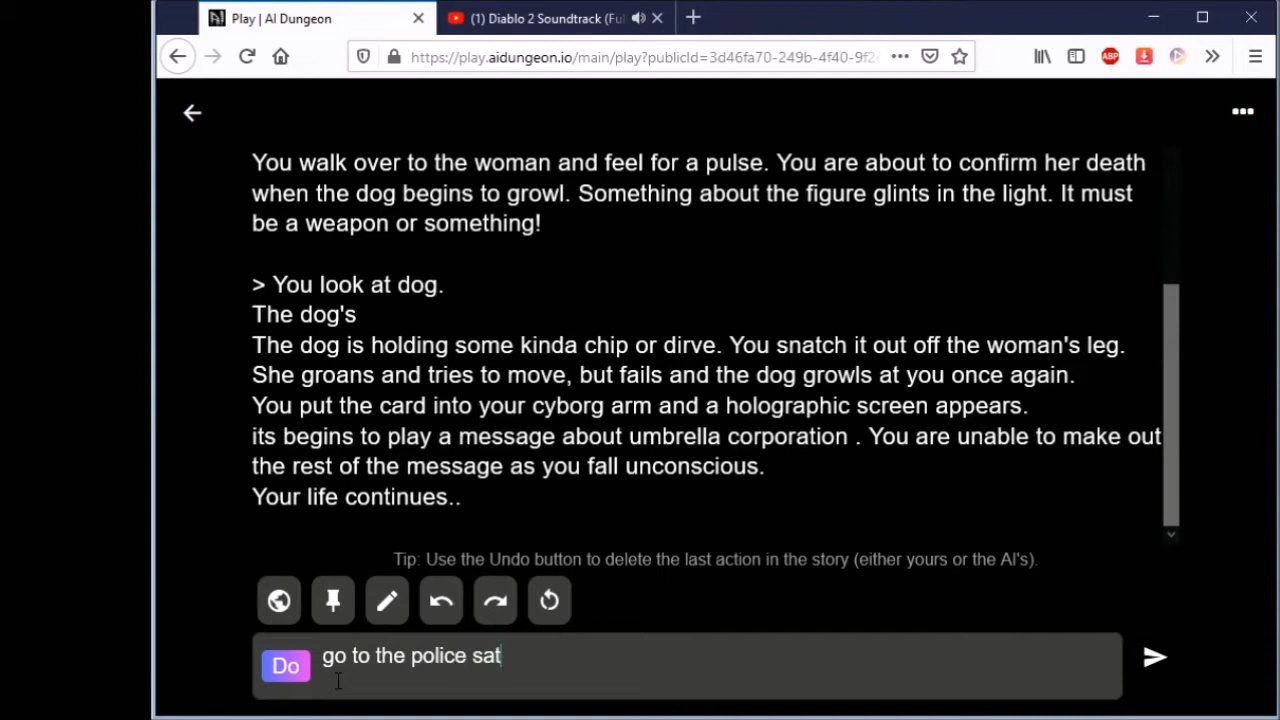 Play | AI Dungeon
(1) Diablo 2 Soundtrack (Ful
https://play.aidungeon.io/main/play?publicId=3d46fa70-249b-4f40-9f2c
ABP
You walk over to the woman and feel for a pulse. You are about to confirm her death
when the dog begins to growl. Something about the figure glints in the light. It must
be a weapon or something!
> You look at dog.
The dog's
The dog is holding some kinda chip or dirve. You snatch it out off the woman's leg.
She groans and tries to move, but fails and the dog growls at you once again.
You put the card into your cyborg arm and a holographic screen appears.
its begins to play a message about umbrella corporation . You are unable to make out
the rest of the message as you fall unconscious.
Your life continues..
Tip: Use the Undo button to delete the last action in the story (either yours or the AI's).
Do go to the police sat